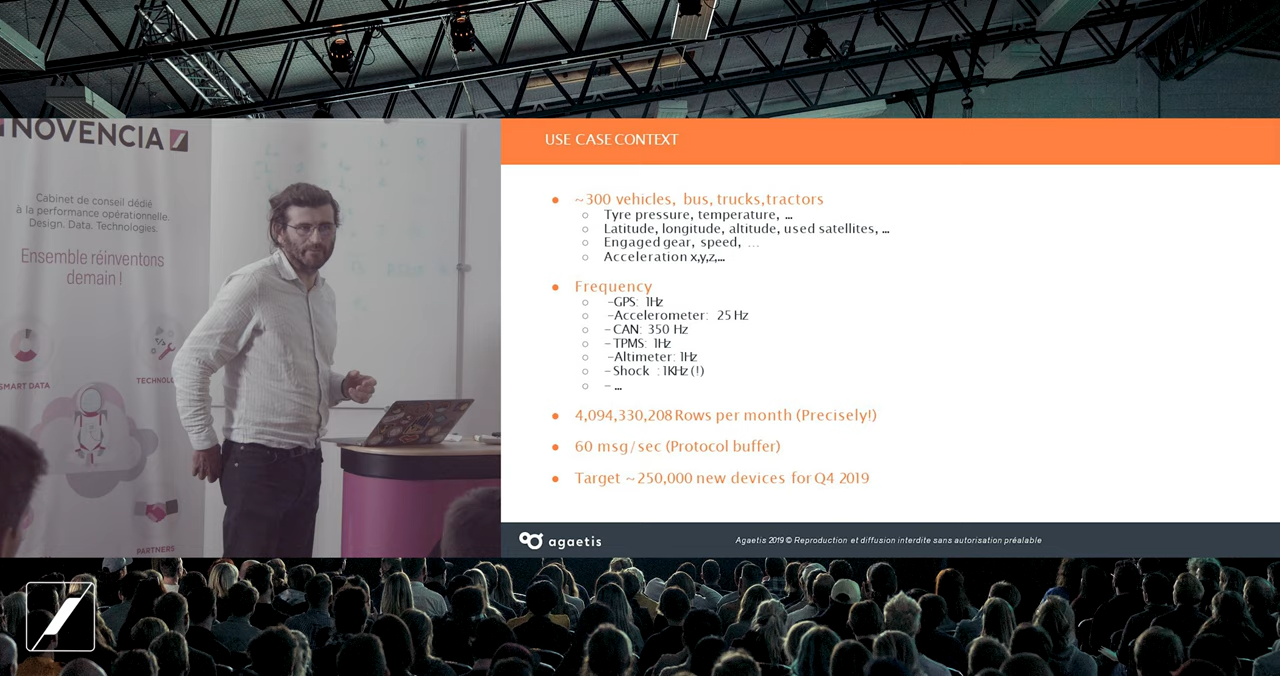 NOVENCIA
Cabinet de conseil dédié
à la performance opérationnelle.
Design. Data. Technologies.
Ensemble réinventons
demain !
SMART DATA
PARTNERS
USE CASE CONTEXT
● ~300 vehicles, bus, trucks,tractors
○ Tyre pressure, temperature, ...
○ Latitude, longitude, altitude, used satellites, ...
○ Engaged gear, speed, ...
○ Acceleration x,y,z,...
● Frequency
○ –GPS: 1Hz
○ –Accelerometer: 25 Hz
○ – CAN: 350 Hz
○ – TPMS: 1Hz
○ –Altimeter: 1Hz
○ – Shock : 1KHz (!)
○ – ...
● 4,094,330,208 Rows per month (Precisely!)
● 60 msg/sec (Protocol buffer)
● Target ~250,000 new devices for Q4 2019
agaetis
Agaetis 2019 © Reproduction et diffusion interdite sans autorisation préalable